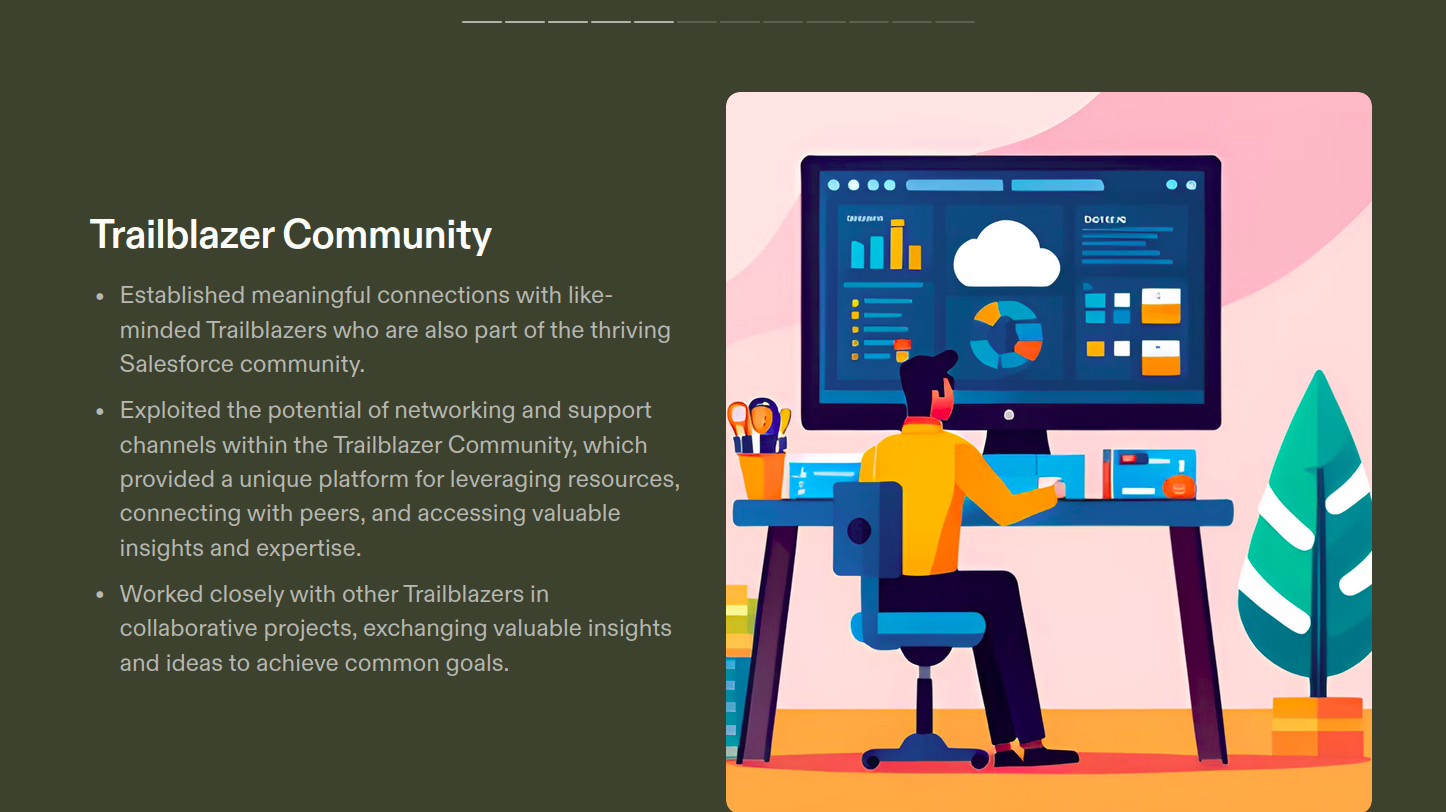 Trailblazer Community
• Established meaningful connections with like-
minded Trailblazers who are also part of the thriving
Salesforce community.
• Exploited the potential of networking and support
channels within the Trailblazer Community, which
provided a unique platform for leveraging resources,
connecting with peers, and accessing valuable
insights and expertise.
• Worked closely with other Trailblazers in
collaborative projects, exchanging valuable insights
and ideas to achieve common goals.